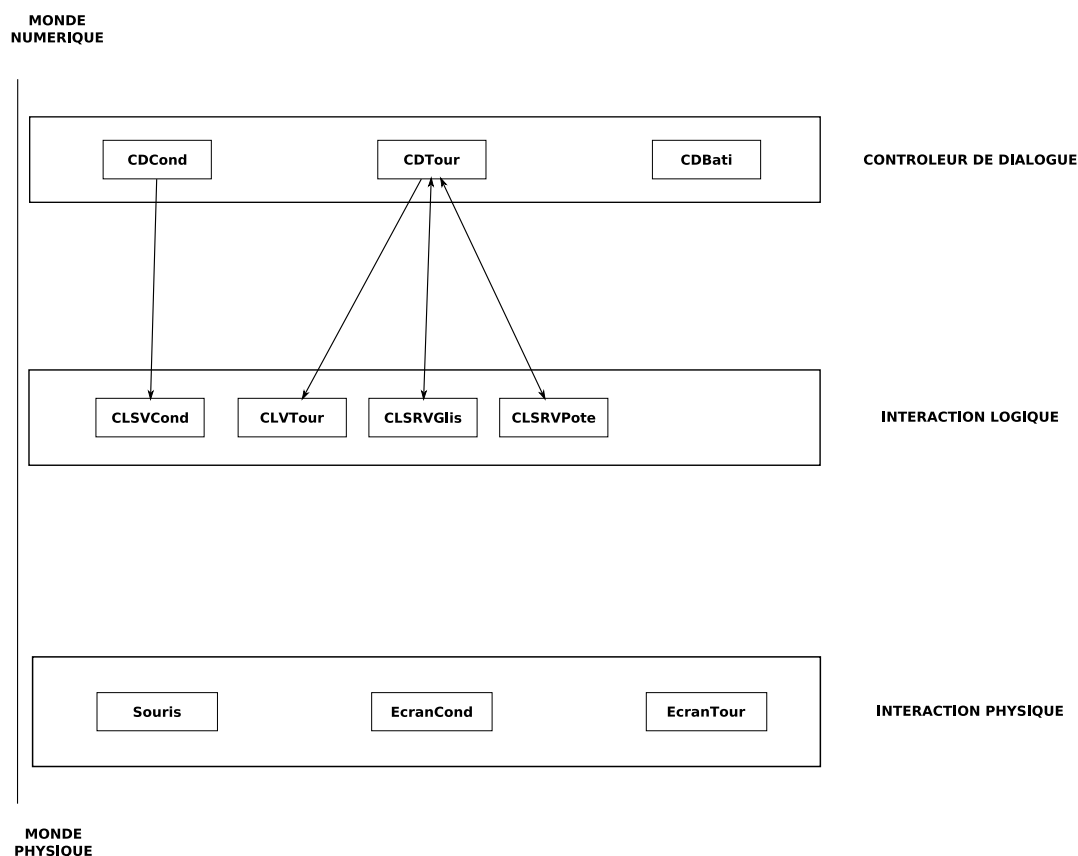 MONDE
NUMERIQUE
CDCond
CDTour
CDBati
CONTROLEUR DE DIALOGUE
CLSVCond
CLVTour
CLSRVGlis
CLSRVPote
INTERACTION LOGIQUE
Souris
EcranCond
EcranTour
INTERACTION PHYSIQUE
MONDE
PHYSIQUE